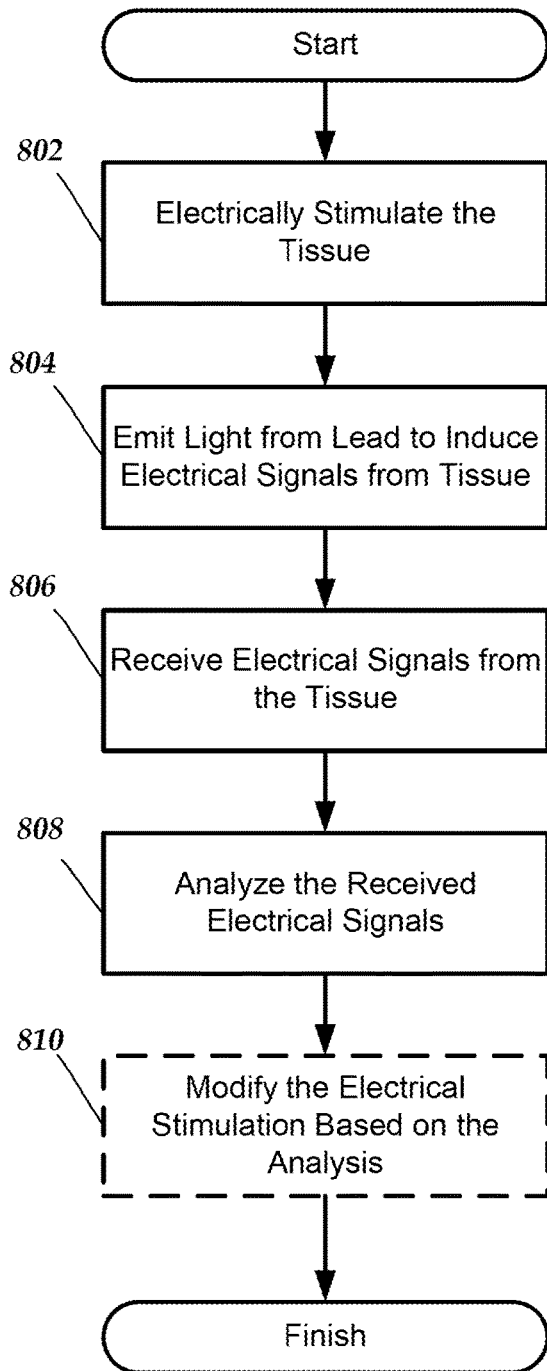 Start
802
Electrically Stimulate the
Tissue
804
Emit Light from Lead to Induce
Electrical Signals from Tissue
806
Receive Electrical Signals from
the Tissue
808
Analyze the Received
Electrical Signals
810
Modify the Electrical
Stimulation Based on the
Analysis
Finish